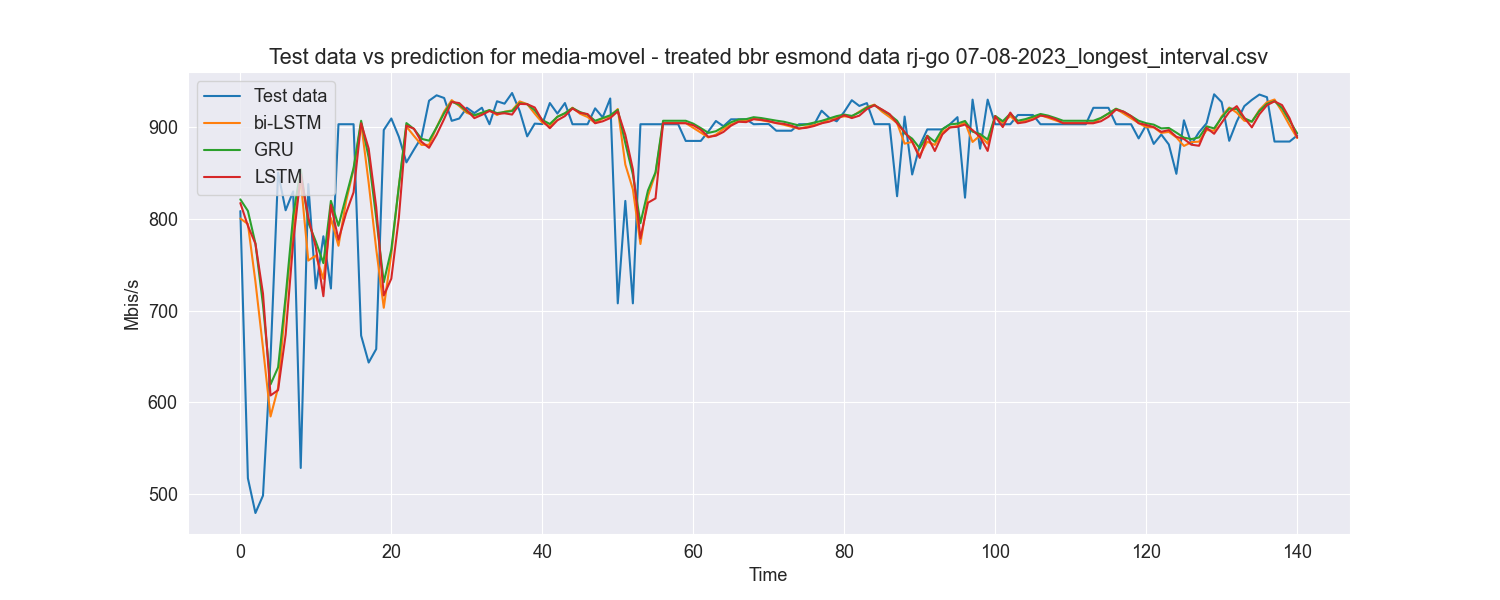 Test data vs prediction for media-movel - treated bbr esmond data rj-go 07-08-2023_longest_interval.csv
Test data
bi-LSTM
GRU
LSTM
900
800
700
600
500
Mbis/s
0 20 40 60 80 100 120 140
Time